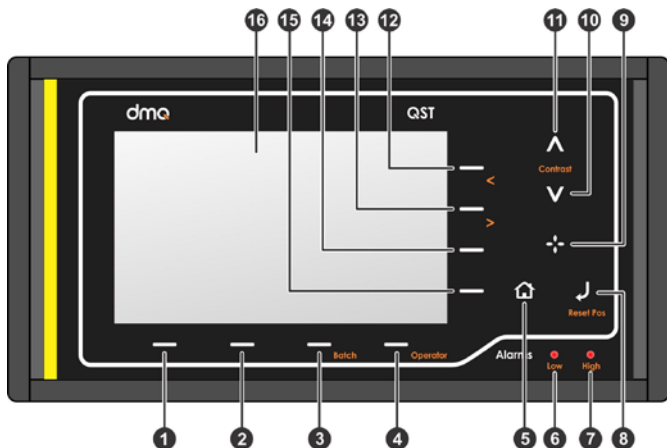 16 15 14 13 12 11 10 9
dmq QST
Contrast
<
>
Reset Pos
Batch Operator Alarms Low High
1 2 3 4 5 6 7 8